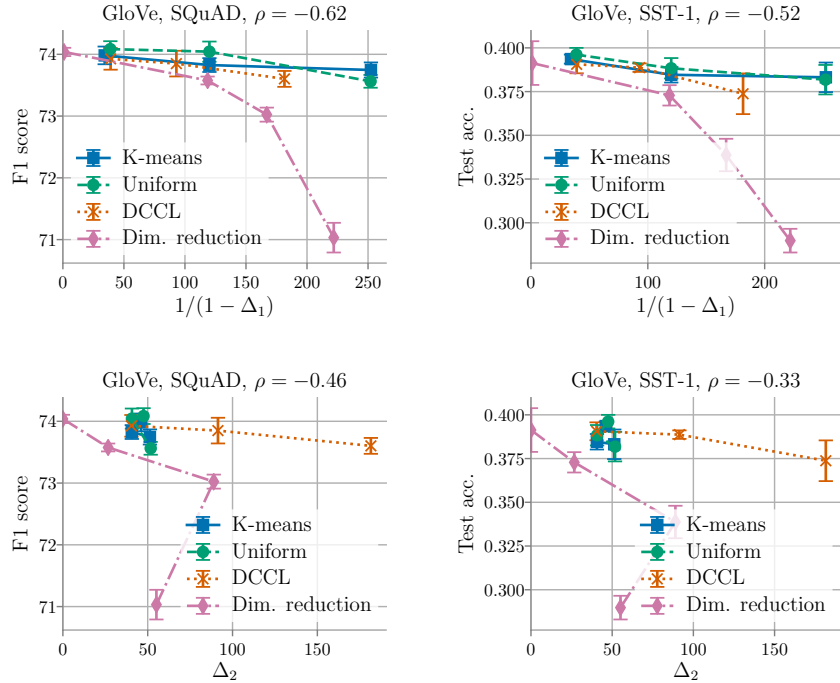 GloVe, SQuAD, ρ = −0.62
F1 score
74
73
72
71
K-means
Uniform
DCCL
Dim. reduction
0 50 100 150 200 250
1/(1 − Δ₁)
GloVe, SST-1, ρ = −0.52
Test acc.
0.400
0.375
0.350
0.325
0.300
K-means
Uniform
DCCL
Dim. reduction
0 100 200
1/(1 − Δ₁)
GloVe, SQuAD, ρ = −0.46
F1 score
74
73
72
71
K-means
Uniform
DCCL
Dim. reduction
0 50 100 150
Δ₂
GloVe, SST-1, ρ = −0.33
Test acc.
0.400
0.375
0.350
0.325
0.300
K-means
Uniform
DCCL
Dim. reduction
0 50 100 150
Δ₂